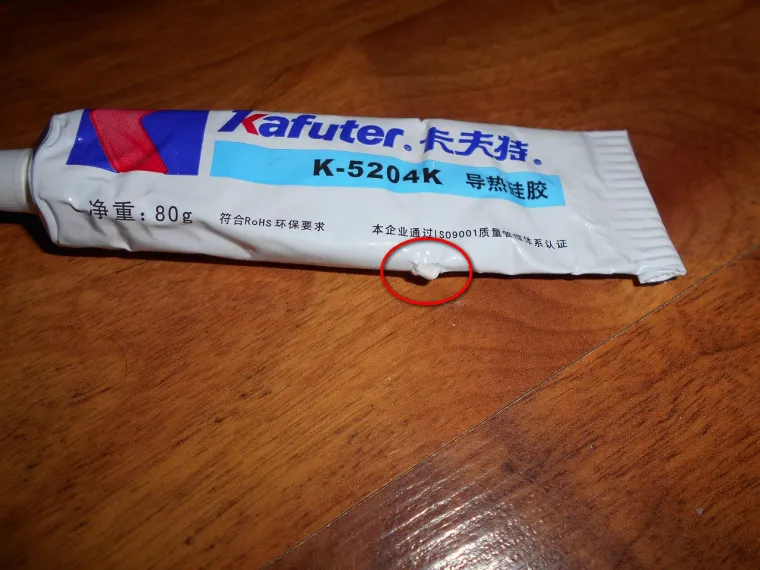 Kafuter® 卡夫特®
K-5204K 导热硅胶
净重: 80g
符合RoHS 环保要求
本企业通过ISO9001质量管理体系认证